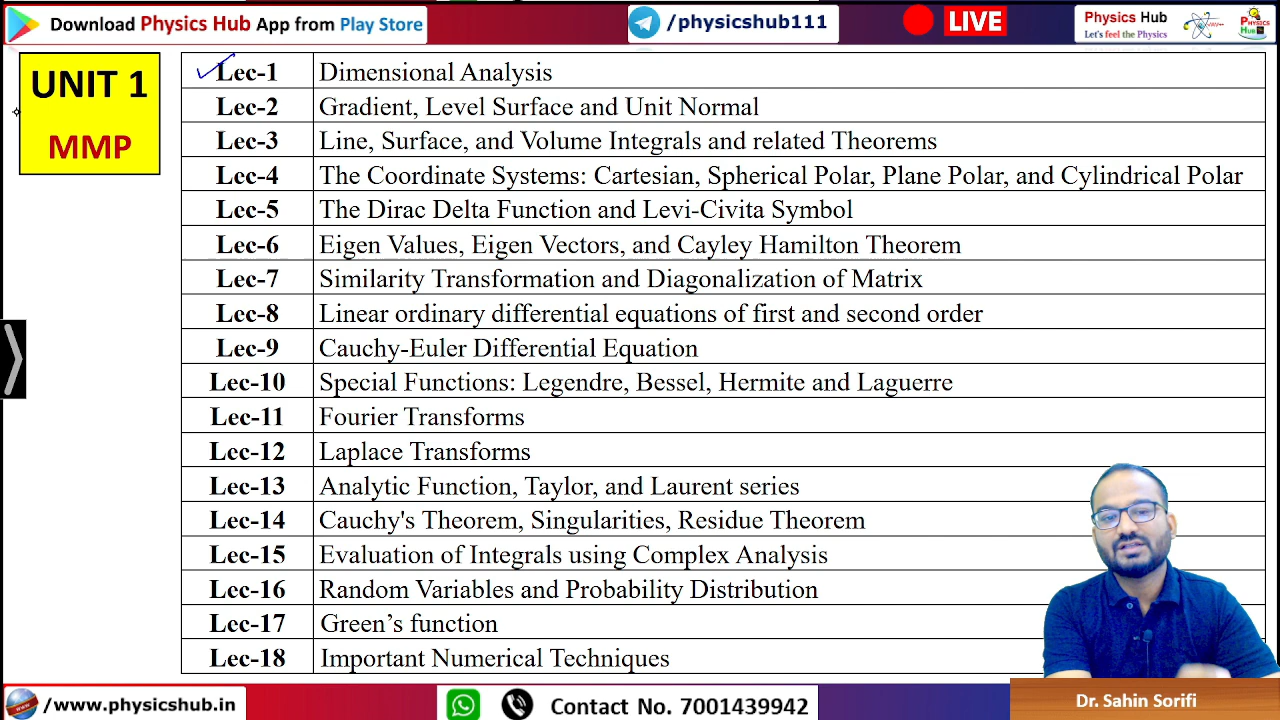 Download Physics Hub App from Play Store
/physicshub111
LIVE
Physics Hub
Let's feel the Physics
UNIT 1
MMP
Lec-1 Dimensional Analysis
Lec-2 Gradient, Level Surface and Unit Normal
Lec-3 Line, Surface, and Volume Integrals and related Theorems
Lec-4 The Coordinate Systems: Cartesian, Spherical Polar, Plane Polar, and Cylindrical Polar
Lec-5 The Dirac Delta Function and Levi-Civita Symbol
Lec-6 Eigen Values, Eigen Vectors, and Cayley Hamilton Theorem
Lec-7 Similarity Transformation and Diagonalization of Matrix
Lec-8 Linear ordinary differential equations of first and second order
Lec-9 Cauchy-Euler Differential Equation
Lec-10 Special Functions: Legendre, Bessel, Hermite and Laguerre
Lec-11 Fourier Transforms
Lec-12 Laplace Transforms
Lec-13 Analytic Function, Taylor, and Laurent series
Lec-14 Cauchy's Theorem, Singularities, Residue Theorem
Lec-15 Evaluation of Integrals using Complex Analysis
Lec-16 Random Variables and Probability Distribution
Lec-17 Green’s function
Lec-18 Important Numerical Techniques
/www.physicshub.in
Contact No. 7001439942
Dr. Sahin Sorifi